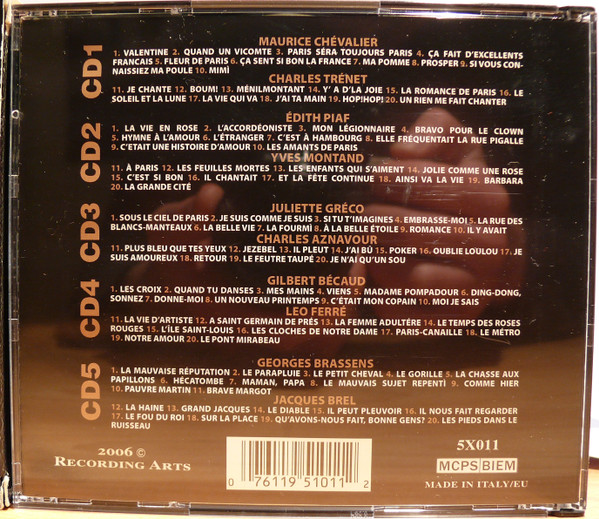 CD1
MAURICE CHÉVALIER
1. VALENTINE 2. QUAND UN VICOMTE 3. PARIS SÉRA TOUJOURS PARIS 4. ÇA FAIT D'EXCELLENTS
FRANCAIS 5. FLEUR DE PARIS 6. ÇA SENT SI BON LA FRANCE 7. MA POMME 8. PROSPER 9. SI VOUS CON-
NAISSIEZ MA POULE 10. MIMÌ
CHARLES TRÉNET
11. JE CHANTE 12. BOUM! 13. MÉNILMONTANT 14. Y' A D'LA JOIE 15. LA ROMANCE DE PARIS 16. LE
SOLEIL ET LA LUNE 17. LA VIE QUI VA 18. J'AI TA MAIN 19. HOP!HOP! 20. UN RIEN ME FAIT CHANTER
CD2
ÉDITH PIAF
1. LA VIE EN ROSE 2. L'ACCORDÉONISTE 3. MON LÉGIONNAIRE 4. BRAVO POUR LE CLOWN
5. HYMNE À L'AMOUR 6. L'ÉTRANGER 7. C'EST À HAMBOURG 8. ELLE FRÉQUENTAIT LA RUE PIGALLE
9. C'ETAIT UNE HISTOIRE D'AMOUR 10. LES AMANTS DE PARIS
YVES MONTAND
11. À PARIS 12. LES FEUILLES MORTES 13. LES ENFANTS QUI S'AIMENT 14. JOLIE COMME UNE ROSE
15. C'EST SI BON 16. IL CHANTAIT 17. ET LA FÊTE CONTINUE 18. AINSI VA LA VIE 19. BARBARA
20. LA GRANDE CITÉ
CD3
JULIETTE GRÉCO
1. SOUS LE CIEL DE PARIS 2. JE SUIS COMME JE SUIS 3. SI TU T'IMAGINES 4. EMBRASSE-MOI 5. LA RUE DES
BLANCS-MANTEAUX 6. LA BELLE VIE 7. LA FOURMÌ 8. À LA BELLE ÉTOILE 9. ROMANCE 10. IL Y AVAIT
CHARLES AZNAVOUR
11. PLUS BLEU QUE TES YEUX 12. JEZEBEL 13. IL PLEUT 14. J'AI BÙ 15. POKER 16. OUBLIE LOULOU 17. JE
SUIS AMOUREUX 18. RETOUR 19. LE FEUTRE TAUPÉ 20. JE N'AI QU'UN SOU
CD4
GILBERT BÉCAUD
1. LES CROIX 2. QUAND TU DANSES 3. MES MAINS 4. VIENS 5. MADAME POMPADOUR 6. DING-DONG,
SONNEZ 7. DONNE-MOI 8. UN NOUVEAU PRINTEMPS 9. C'ÉTAIT MON COPAIN 10. MOI JE SAIS
LEO FERRÉ
11. LA VIE D'ARTISTE 12. A SAINT GERMAIN DE PRÉS 13. LA FEMME ADULTÉRE 14. LE TEMPS DES ROSES
ROUGES 15. L'ÎLE SAINT-LOUIS 16. LES CLOCHES DE NOTRE DAME 17. PARIS-CANAILLE 18. LE MÉTRO
19. NOTRE AMOUR 20. LE PONT MIRABEAU
CD5
GEORGES BRASSENS
1. LA MAUVAISE RÉPUTATION 2. LE PARAPLUIE 3. LE PETIT CHEVAL 4. LE GORILLE 5. LA CHASSE AUX
PAPILLONS 6. HÉCATOMBE 7. MAMAN, PAPA 8. LE MAUVAIS SUJET REPENTÌ 9. COMME HIER
10. PAUVRE MARTIN 11. BRAVE MARGOT
JACQUES BREL
12. LA HAINE 13. GRAND JACQUES 14. LE DIABLE 15. IL PEUT PLEUVOIR 16. IL NOUS FAIT REGARDER
17. LE FOU DU ROI 18. SUR LA PLACE 19. QU'AVONS-NOUS FAIT, BONNE GENS? 20. LES PIEDS DANS LE
RUISSEAU
2006 ©
RECORDING ARTS
0 76119 51011 2
5X011
MCPS BIEM
MADE IN ITALY/EU